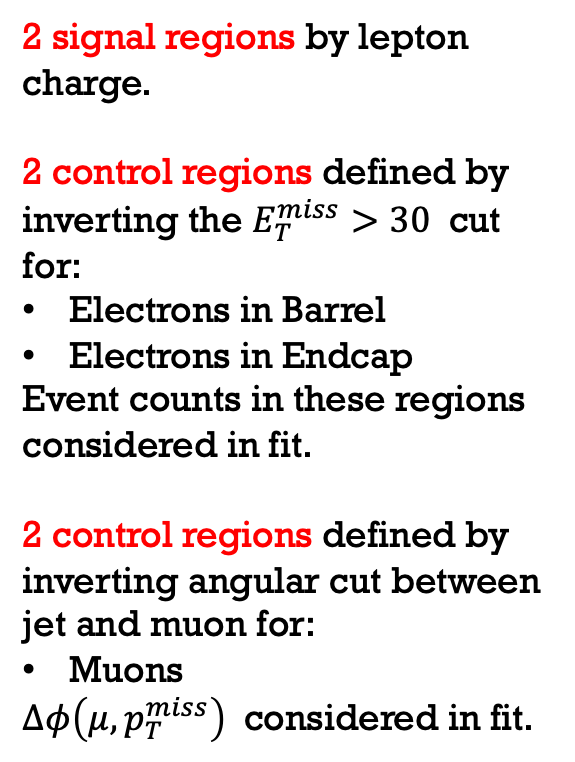 2 signal regions by lepton
charge.
2 control regions defined by
inverting the $E_T^{miss} > 30$ cut
for:
• Electrons in Barrel
• Electrons in Endcap
Event counts in these regions
considered in fit.
2 control regions defined by
inverting angular cut between
jet and muon for:
• Muons
$\Delta\phi(\mu, p_T^{miss})$ considered in fit.